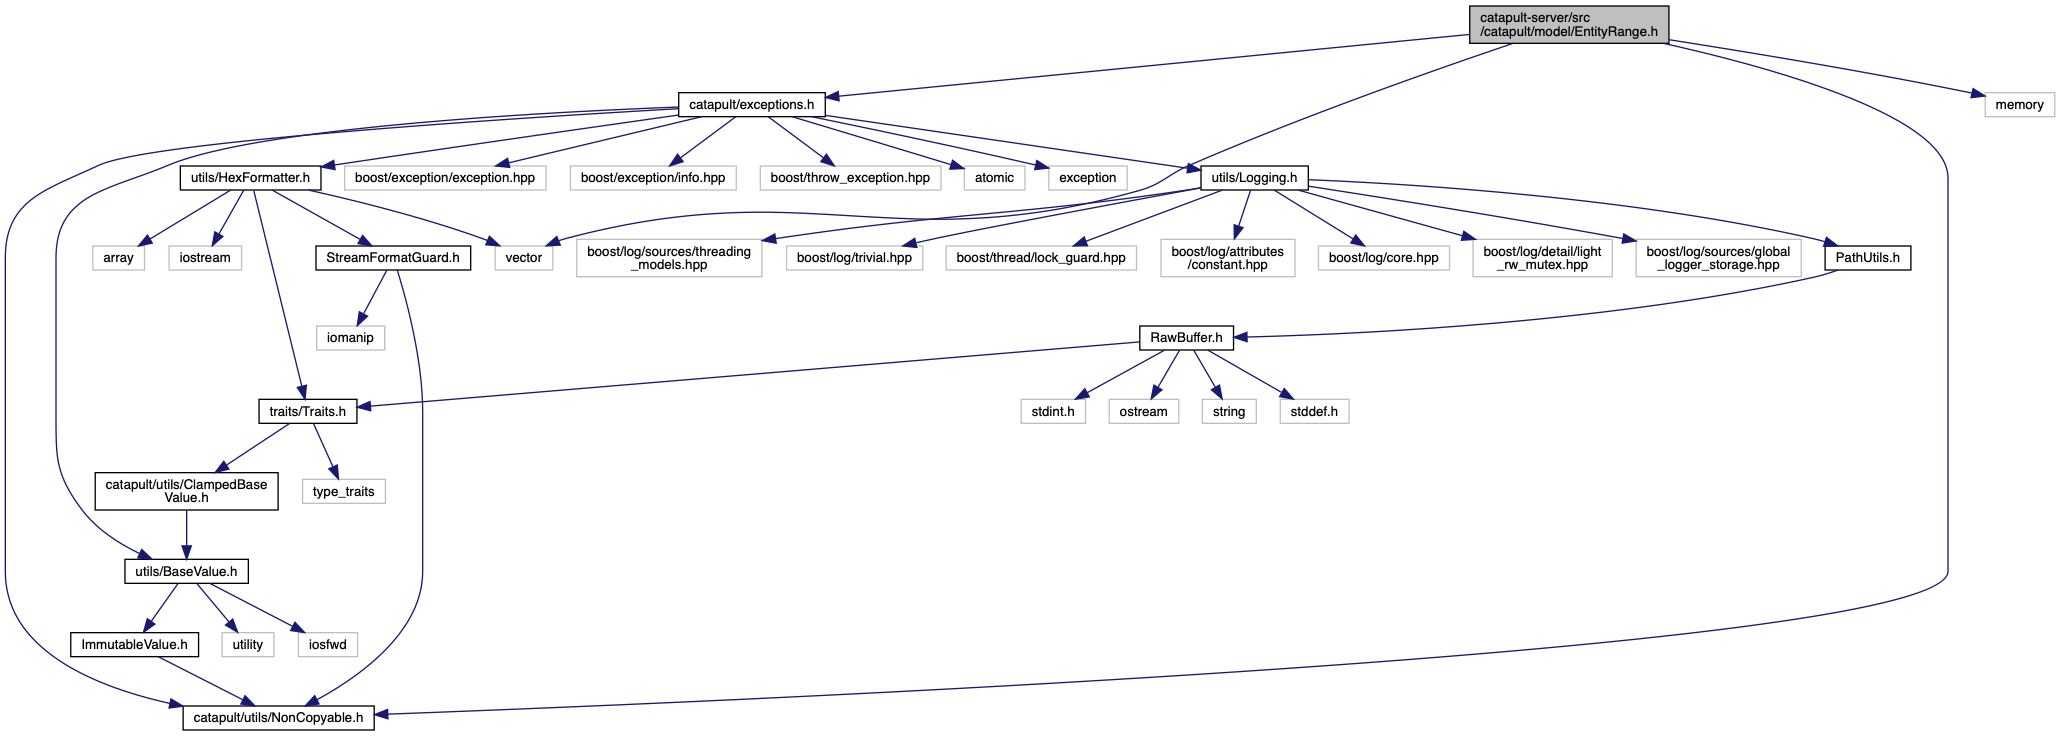 catapult-server/src
/catapult/model/EntityRange.h
catapult/exceptions.h
memory
utils/HexFormatter.h
boost/exception/exception.hpp
boost/exception/info.hpp
boost/throw_exception.hpp
atomic
exception
utils/Logging.h
array
iostream
StreamFormatGuard.h
vector
boost/log/sources/threading
_models.hpp
boost/log/trivial.hpp
boost/thread/lock_guard.hpp
boost/log/attributes
/constant.hpp
boost/log/core.hpp
boost/log/detail/light
_rw_mutex.hpp
boost/log/sources/global
_logger_storage.hpp
PathUtils.h
iomanip
RawBuffer.h
traits/Traits.h
stdint.h
ostream
string
stddef.h
catapult/utils/ClampedBase
Value.h
type_traits
utils/BaseValue.h
ImmutableValue.h
utility
iosfwd
catapult/utils/NonCopyable.h